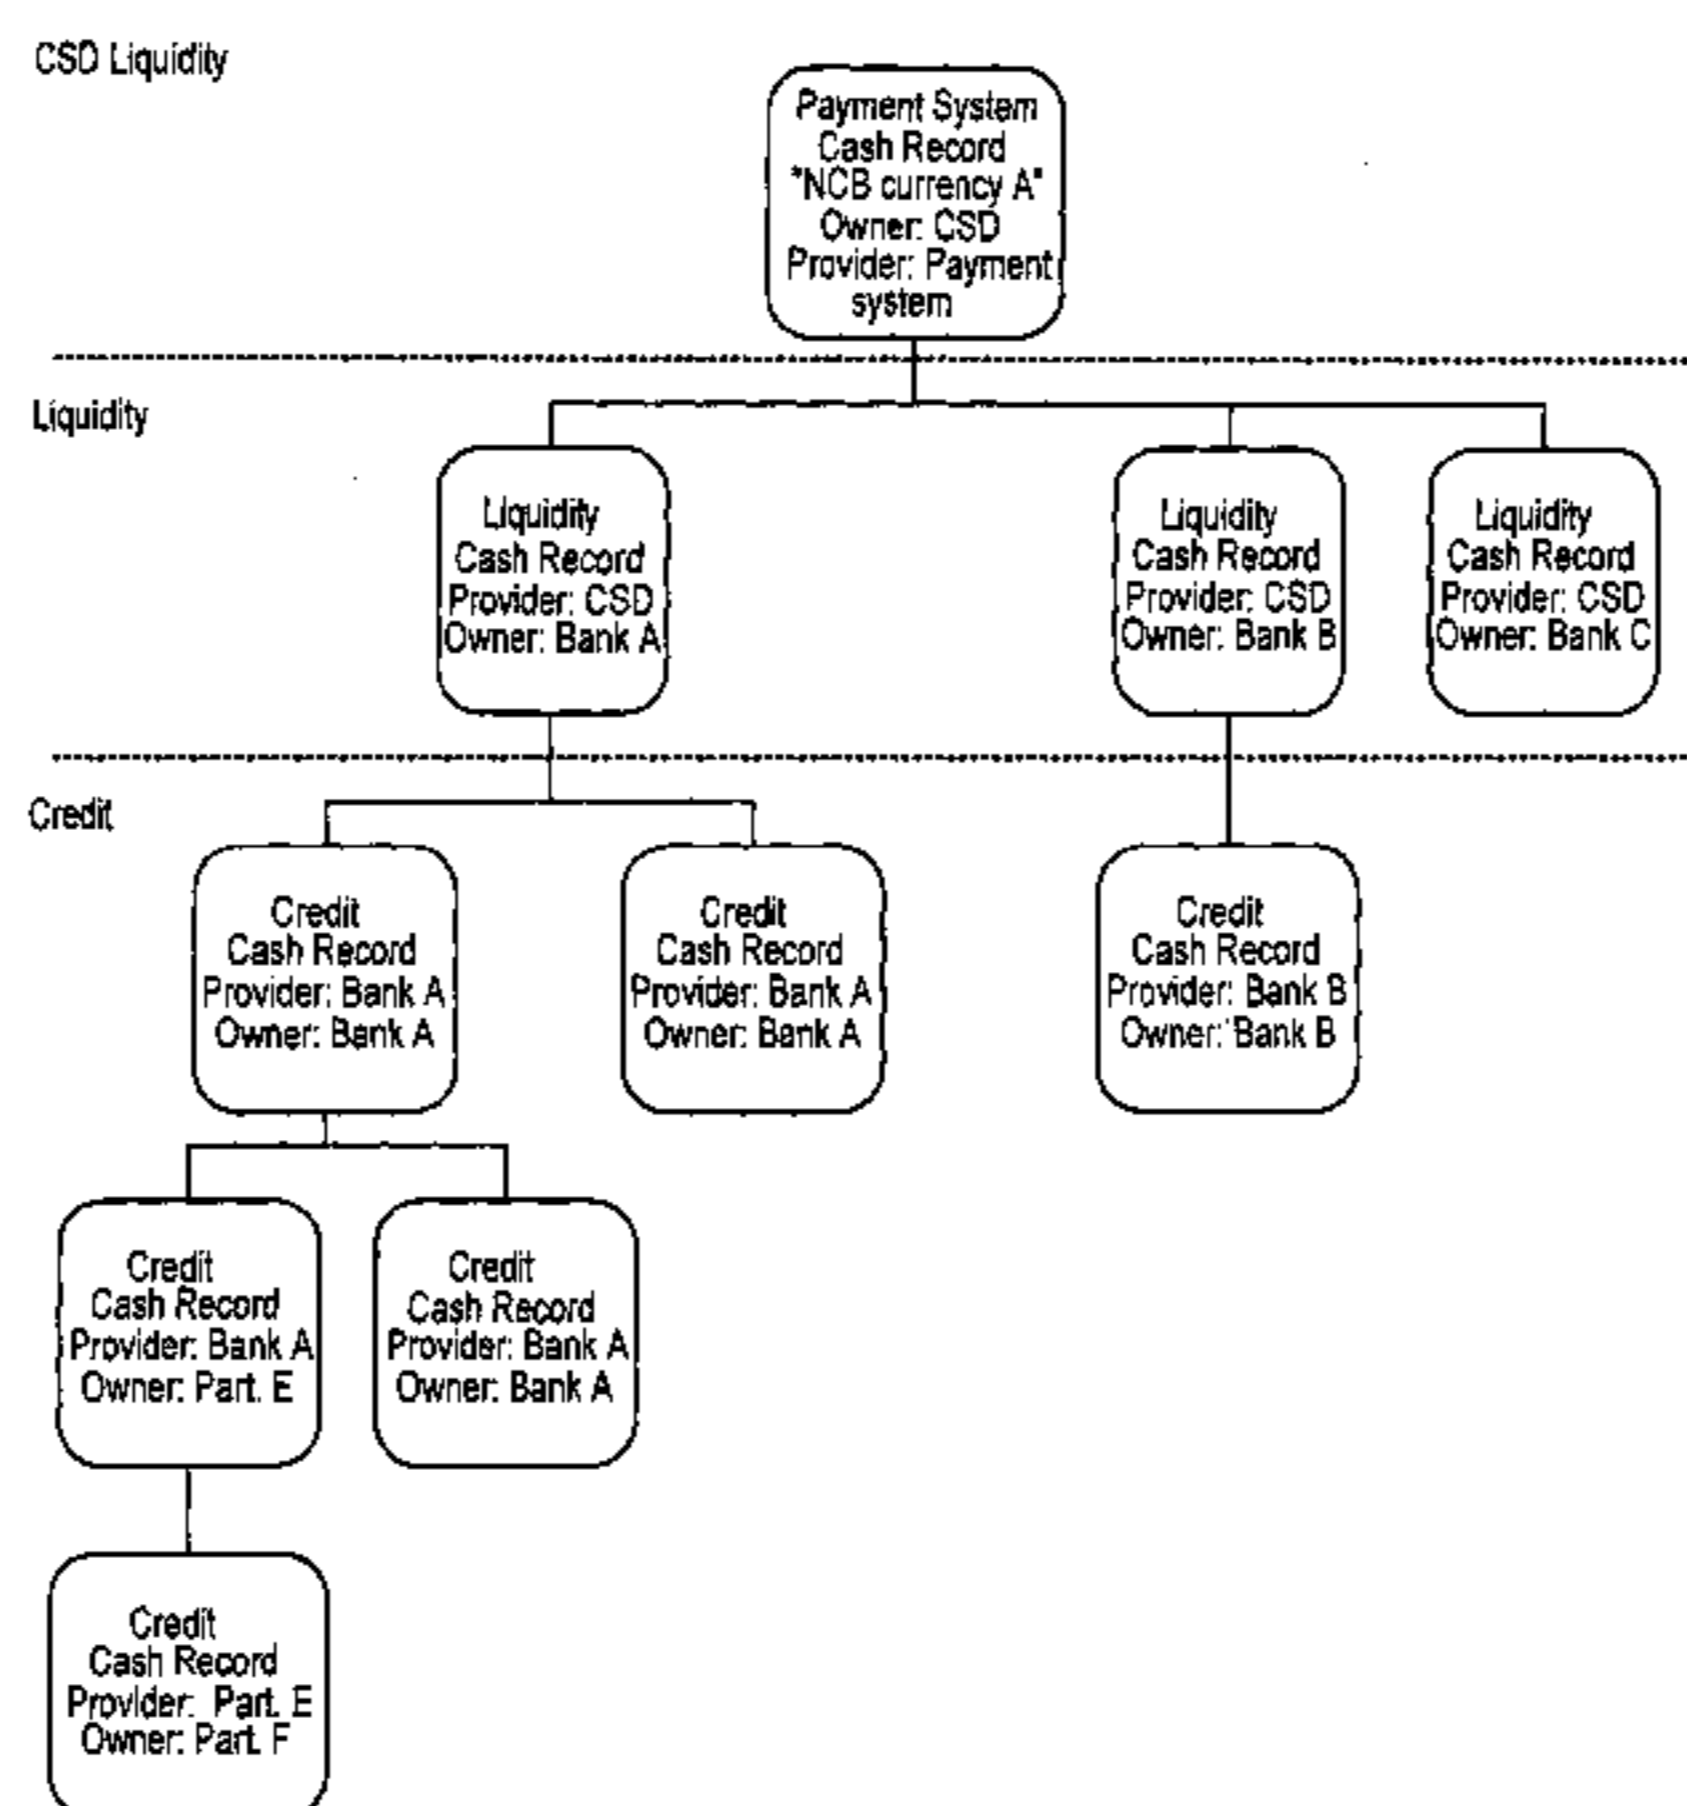 CSD Liquidity
Payment System
Cash Record
"NCB currency A"
Owner: CSD
Provider: Payment
system
Liquidity
Liquidity
Cash Record
Provider: CSD
Owner: Bank A
Liquidity
Cash Record
Provider: CSD
Owner: Bank B
Liquidity
Cash Record
Provider: CSD
Owner: Bank C
Credit
Credit
Cash Record
Provider: Bank A
Owner: Bank A
Credit
Cash Record
Provider: Bank A
Owner: Bank A
Credit
Cash Record
Provider: Bank B
Owner: Bank B
Credit
Cash Record
Provider: Bank A
Owner: Part. E
Credit
Cash Record
Provider: Bank A
Owner: Bank A
Credit
Cash Record
Provider: Part. E
Owner: Part. F